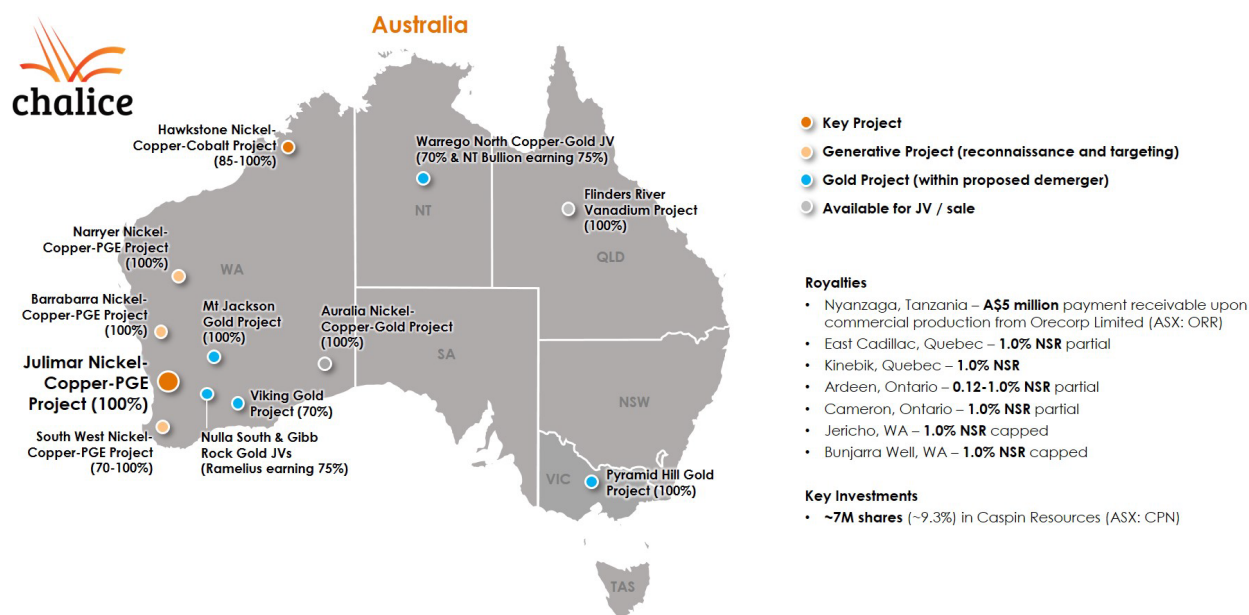 Australia
chalice
Hawkstone Nickel-
Copper-Cobalt Project
(85-100%)
Warrego North Copper-Gold JV
(70% & NT Bullion earning 75%)
Flinders River
Vanadium Project
(100%)
NT
QLD
Narryer Nickel-
Copper-PGE Project
(100%)
WA
Barrabarra Nickel-
Copper-PGE Project
(100%)
Mt Jackson
Gold Project
(100%)
Auralia Nickel-
Copper-Gold Project
(100%)
SA
Julimar Nickel-
Copper-PGE
Project (100%)
Viking Gold
Project (70%)
NSW
South West Nickel-
Copper-PGE Project
(70-100%)
Nulla South & Gibb
Rock Gold JVs
(Ramelius earning 75%)
VIC
Pyramid Hill Gold
Project (100%)
TAS
Key Project
Generative Project (reconnaissance and targeting)
Gold Project (within proposed demerger)
Available for JV / sale
Royalties
• Nyanzaga, Tanzania – A$5 million payment receivable upon
commercial production from Orecorp Limited (ASX: ORR)
• East Cadillac, Quebec – 1.0% NSR partial
• Kinebik, Quebec – 1.0% NSR
• Ardeen, Ontario – 0.12-1.0% NSR partial
• Cameron, Ontario – 1.0% NSR partial
• Jericho, WA – 1.0% NSR capped
• Bunjarra Well, WA – 1.0% NSR capped
Key Investments
• ~7M shares (~9.3%) in Caspin Resources (ASX: CPN)